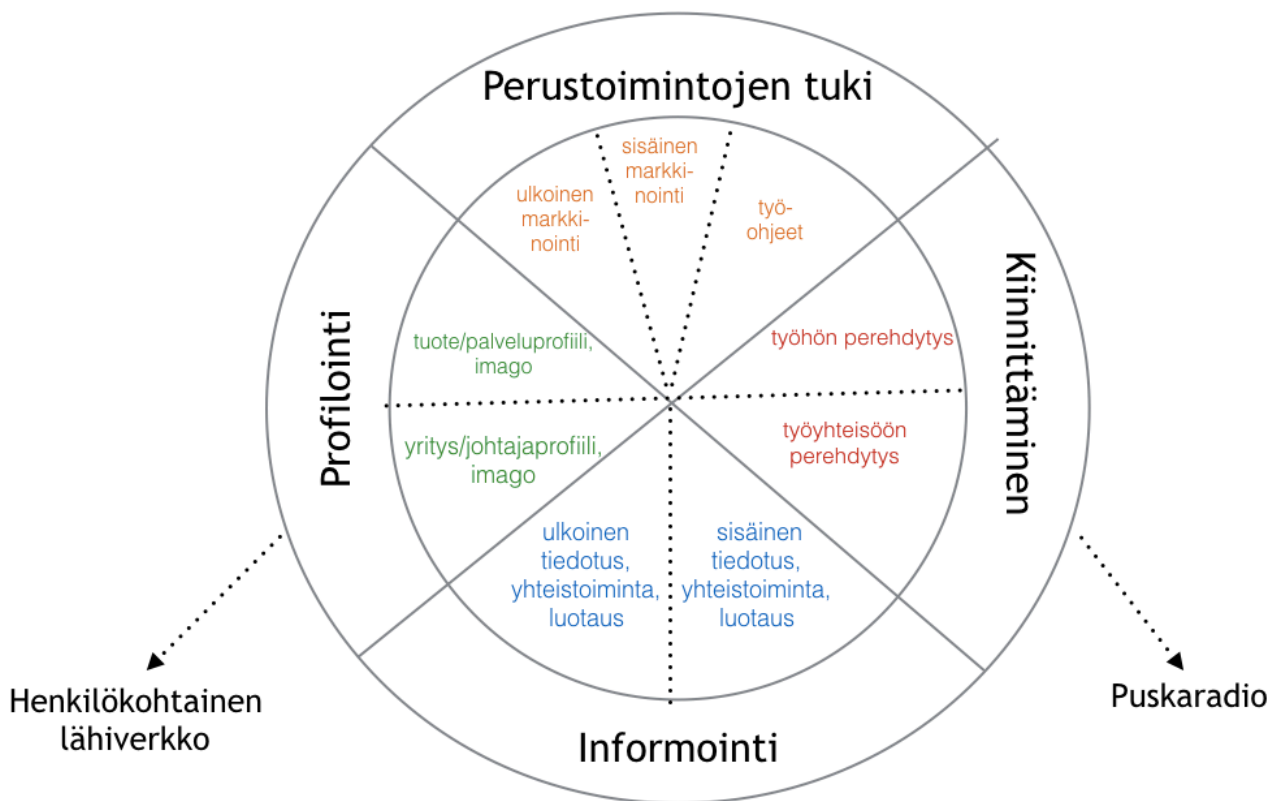 Perustoimintojen tuki
ulkoinen
markki-
nointi
sisäinen
markki-
nointi
työ-
ohjeet
Kiinnittäminen
työhön perehdytys
työyhteisöön
perehdytys
Profilointi
tuote/palveluprofiili,
imago
yritys/johtajaprofiili,
imago
ulkoinen
tiedotus,
yhteistoiminta,
luotaus
sisäinen
tiedotus,
yhteistoiminta,
luotaus
Informointi
Henkilökohtainen
lähiverkko
Puskaradio